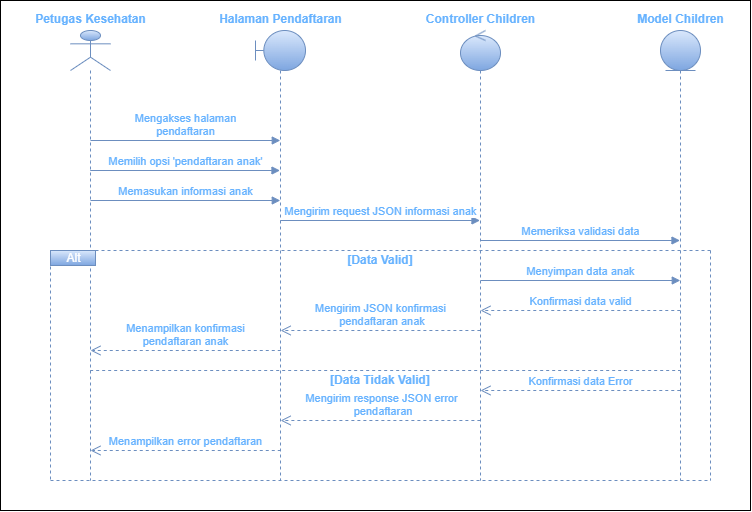 Petugas Kesehatan
Halaman Pendaftaran
Controller Children
Model Children
Mengakses halaman
pendaftaran
Memilih opsi 'pendaftaran anak'
Memasukan informasi anak
Mengirim request JSON informasi anak
Memeriksa validasi data
Alt
[Data Valid]
Menyimpan data anak
Konfirmasi data valid
Mengirim JSON konfirmasi
pendaftaran anak
Menampilkan konfirmasi
pendaftaran anak
[Data Tidak Valid]
Konfirmasi data Error
Mengirim response JSON error
pendaftaran
Menampilkan error pendaftaran